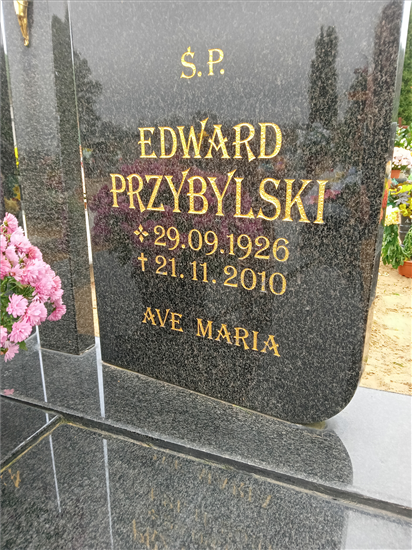 Ś.P.
EDWARD
PRZYBYLSKI
✲ 29.09.1926
† 21.11.2010
AVE MARIA